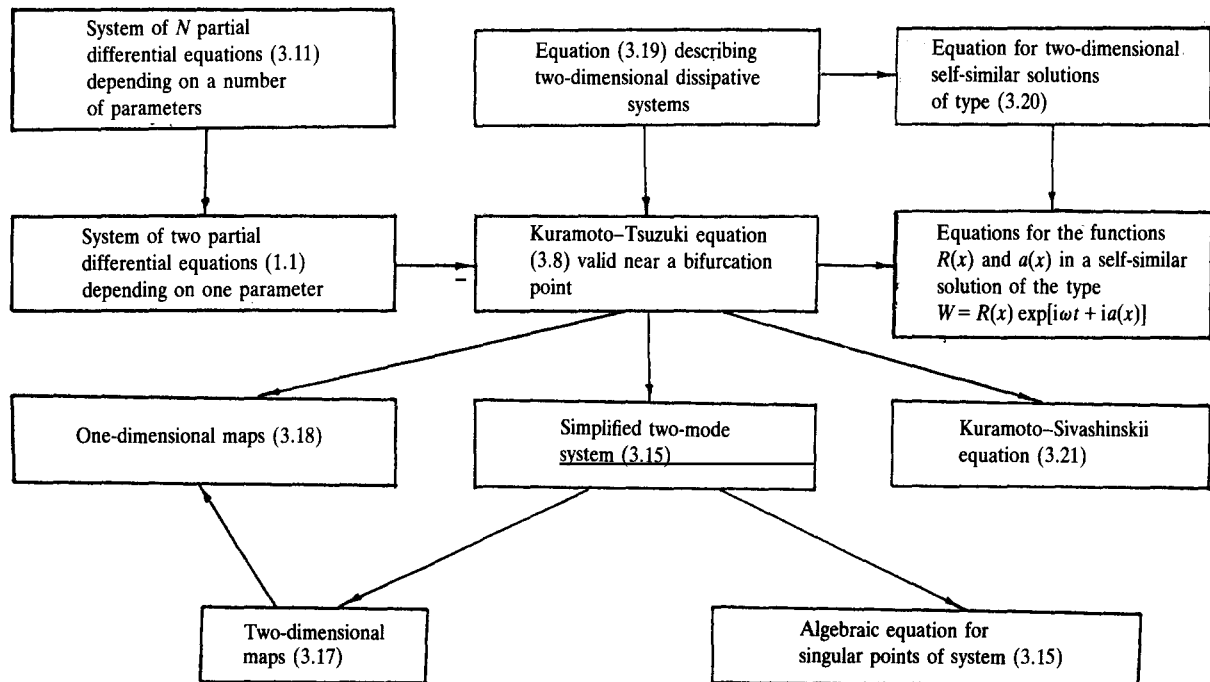 System of N partial
differential equations (3.11)
depending on a number
of parameters
Equation (3.19) describing
two-dimensional dissipative
systems
Equation for two-dimensional
self-similar solutions
of type (3.20)
System of two partial
differential equations (1.1)
depending on one parameter
Kuramoto–Tsuzuki equation
(3.8) valid near a bifurcation
point
Equations for the functions
R(x) and a(x) in a self-similar
solution of the type
W = R(x) exp[iωt + ia(x)]
One-dimensional maps (3.18)
Simplified two-mode
system (3.15)
Kuramoto–Sivashinskii
equation (3.21)
Two-dimensional
maps (3.17)
Algebraic equation for
singular points of system (3.15)